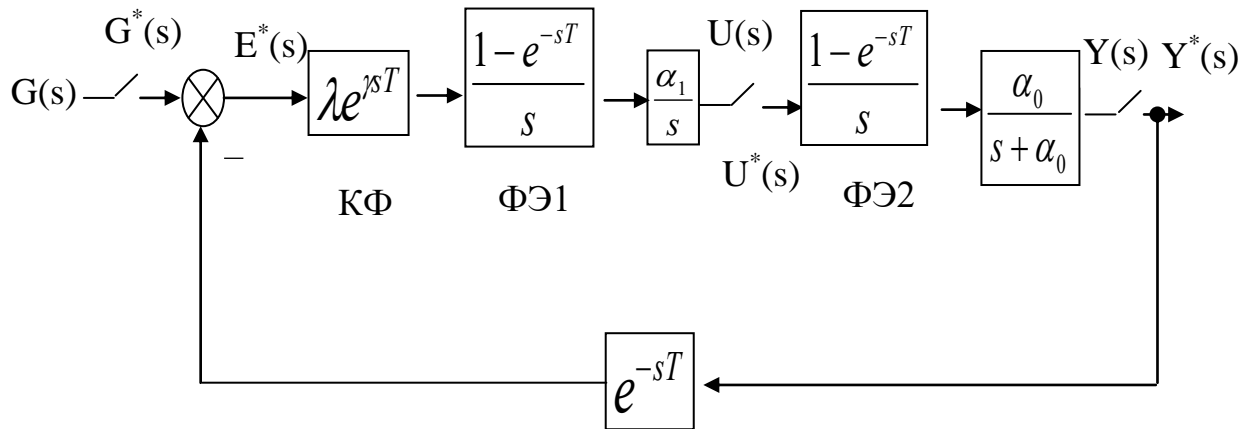 G(s)
G*(s)
E*(s)
−
λe^{γsT}
КФ
1 − e^{−sT}
s
ФЭ1
α₁
s
U(s)
U*(s)
1 − e^{−sT}
s
ФЭ2
α₀
s + α₀
Y(s) Y*(s)
e^{−sT}